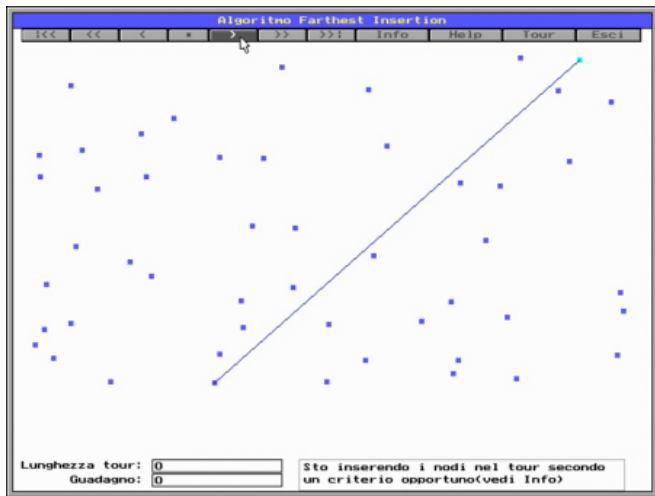 Algoritmo Farthest Insertion
|<< << < ▪ > >> >>| Info Help Tour Esci
Lunghezza tour: 0
Guadagno: 0
Sto inserendo i nodi nel tour secondo
un criterio opportuno(vedi Info)